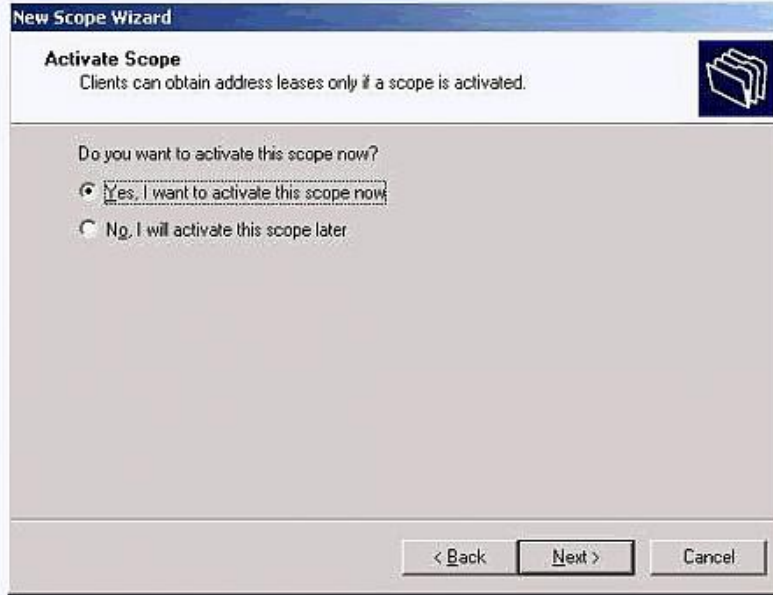 New Scope Wizard
Activate Scope
Clients can obtain address leases only if a scope is activated.
Do you want to activate this scope now?
Yes, I want to activate this scope now
No, I will activate this scope later
< Back
Next >
Cancel